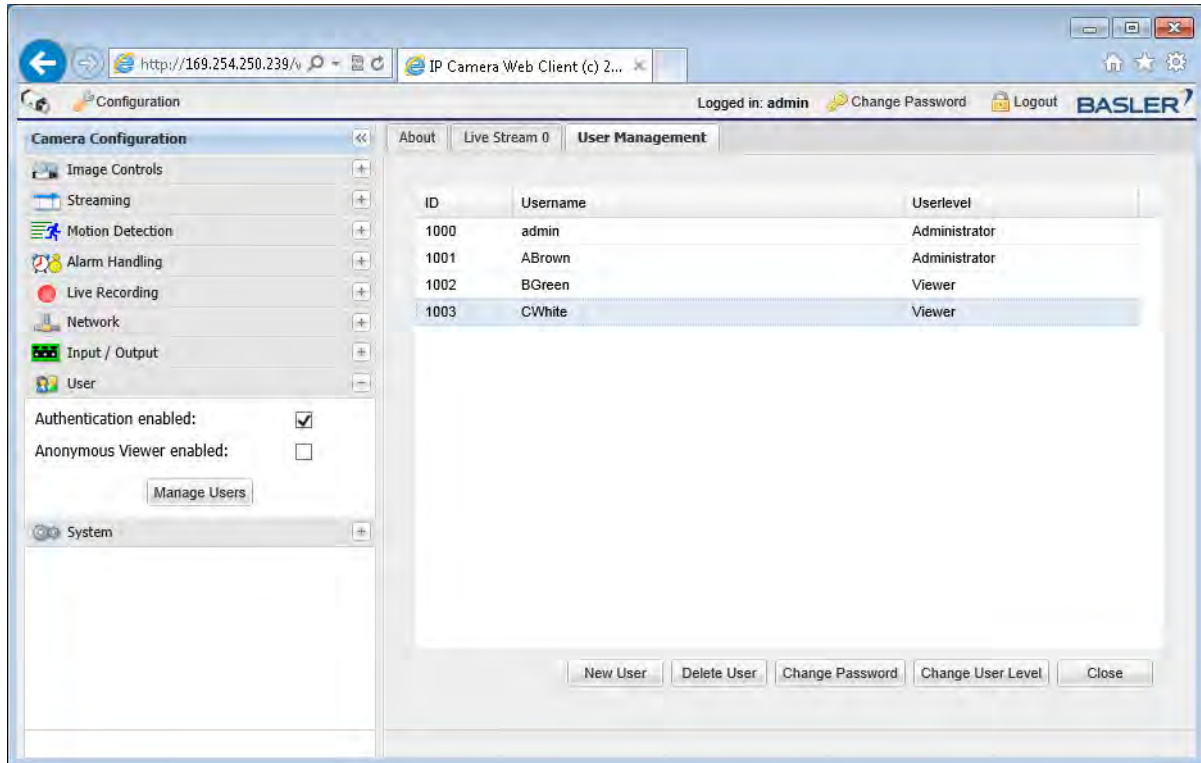 http://169.254.250.239/
IP Camera Web Client (c) 2...
Configuration
Logged in: admin
Change Password
Logout
BASLER
Camera Configuration
About
Live Stream 0
User Management
Image Controls
Streaming
Motion Detection
Alarm Handling
Live Recording
Network
Input / Output
User
Authentication enabled:
Anonymous Viewer enabled:
Manage Users
System
ID Username Userlevel
1000 admin Administrator
1001 ABrown Administrator
1002 BGreen Viewer
1003 CWhite Viewer
New User
Delete User
Change Password
Change User Level
Close